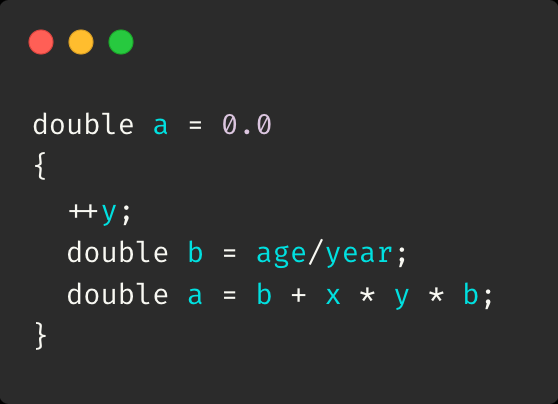 double a = 0.0
{
  ++y;
  double b = age/year;
  double a = b + x * y * b;
}